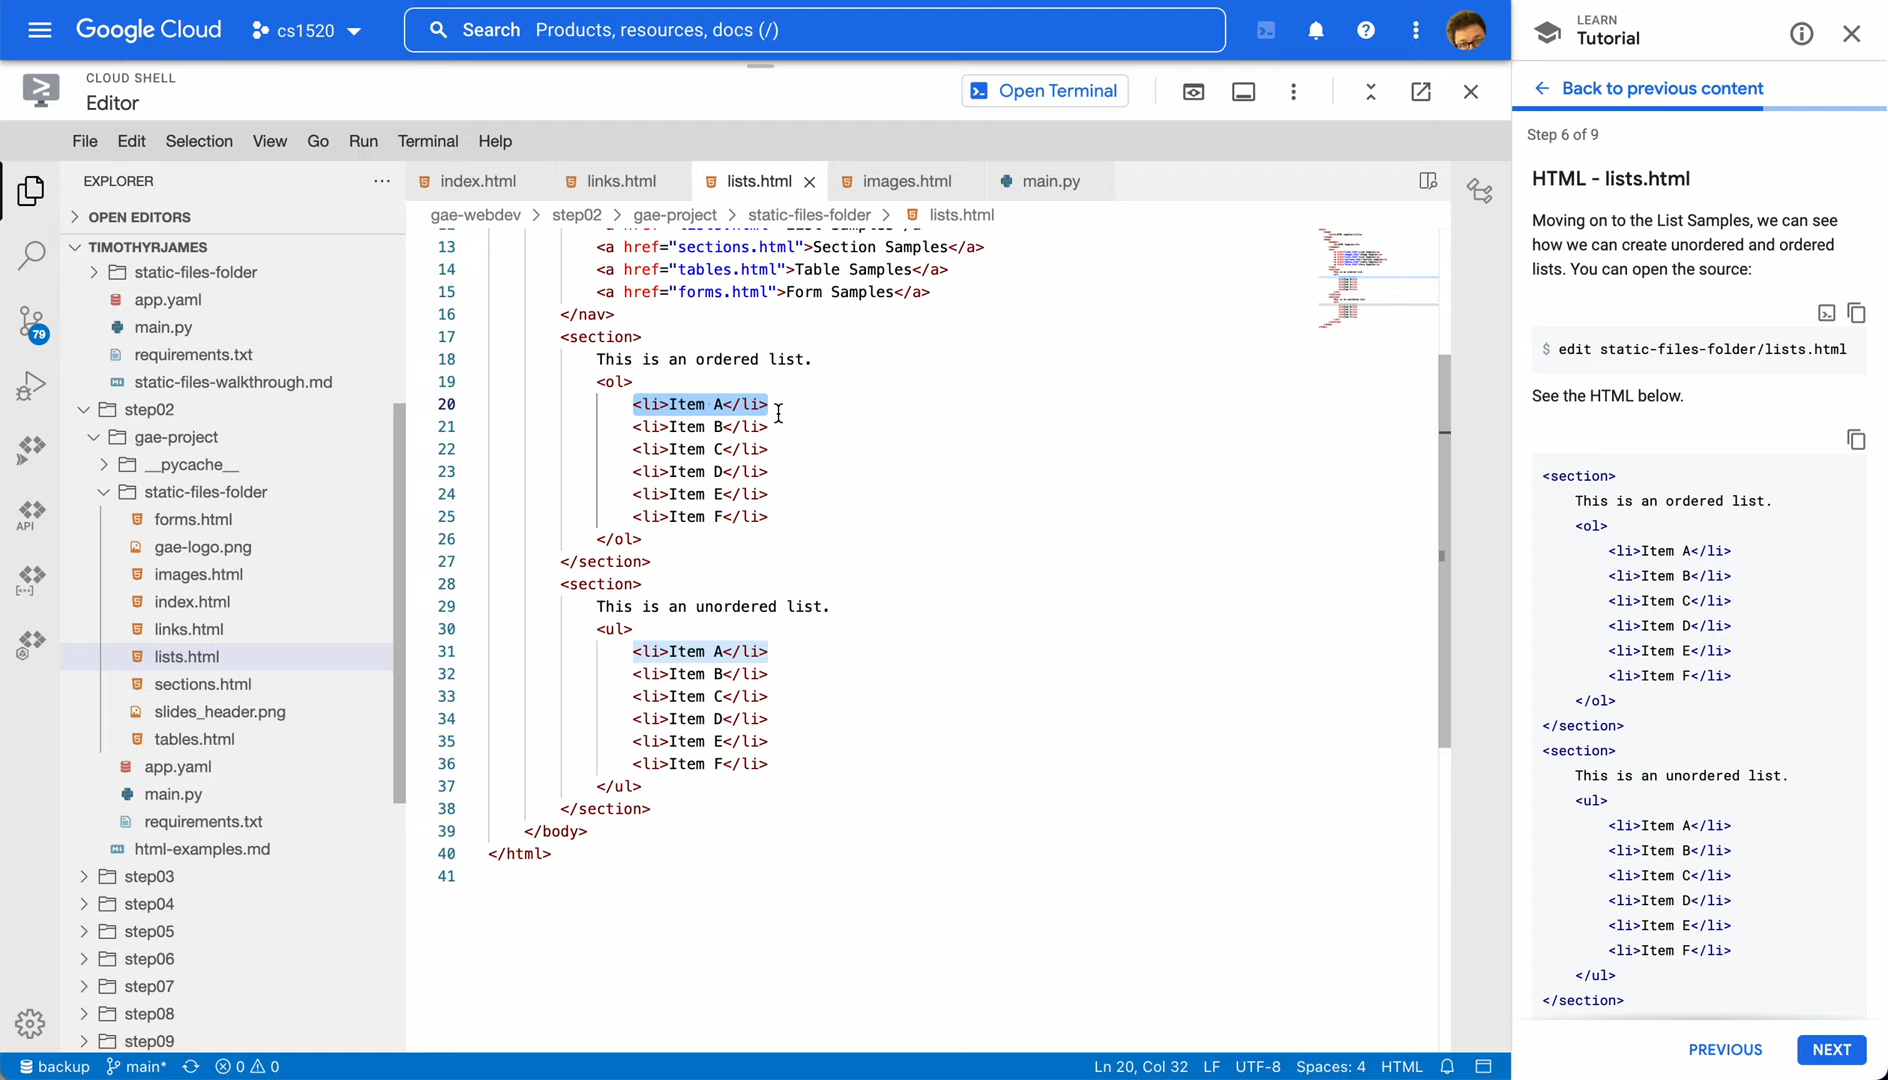 Google Cloud
cs1520
Search Products, resources, docs (/)
LEARN
Tutorial
CLOUD SHELL
Editor
Open Terminal
Back to previous content
File Edit Selection View Go Run Terminal Help
Step 6 of 9
EXPLORER
79
API
OPEN EDITORS
TIMOTHYRJAMES
static-files-folder
app.yaml
main.py
requirements.txt
static-files-walkthrough.md
step02
gae-project
__pycache__
static-files-folder
forms.html
gae-logo.png
images.html
index.html
links.html
lists.html
sections.html
slides_header.png
tables.html
app.yaml
main.py
requirements.txt
html-examples.md
step03
step04
step05
step06
step07
step08
step09
index.html links.html lists.html images.html main.py
gae-webdev > step02 > gae-project > static-files-folder > lists.html
13 <a href="sections.html">Section Samples</a>
14 <a href="tables.html">Table Samples</a>
15 <a href="forms.html">Form Samples</a>
16 </nav>
17 <section>
18 This is an ordered list.
19 <ol>
20 <li>Item A</li>
21 <li>Item B</li>
22 <li>Item C</li>
23 <li>Item D</li>
24 <li>Item E</li>
25 <li>Item F</li>
26 </ol>
27 </section>
28 <section>
29 This is an unordered list.
30 <ul>
31 <li>Item A</li>
32 <li>Item B</li>
33 <li>Item C</li>
34 <li>Item D</li>
35 <li>Item E</li>
36 <li>Item F</li>
37 </ul>
38 </section>
39 </body>
40 </html>
41
HTML - lists.html
Moving on to the List Samples, we can see
how we can create unordered and ordered
lists. You can open the source:
$ edit static-files-folder/lists.html
See the HTML below.
<section>
This is an ordered list.
<ol>
<li>Item A</li>
<li>Item B</li>
<li>Item C</li>
<li>Item D</li>
<li>Item E</li>
<li>Item F</li>
</ol>
</section>
<section>
This is an unordered list.
<ul>
<li>Item A</li>
<li>Item B</li>
<li>Item C</li>
<li>Item D</li>
<li>Item E</li>
<li>Item F</li>
</ul>
</section>
PREVIOUS NEXT
backup main* 0 0 Ln 20, Col 32 LF UTF-8 Spaces: 4 HTML